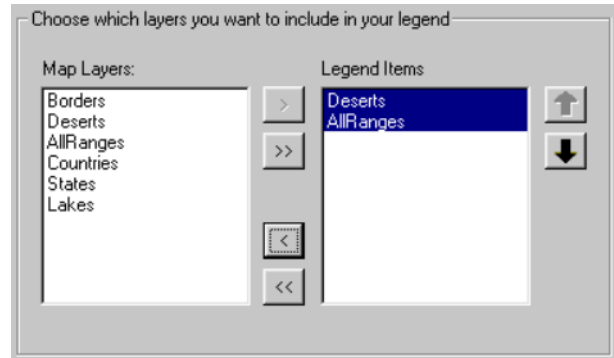 Choose which layers you want to include in your legend
Map Layers:
Borders
Deserts
AllRanges
Countries
States
Lakes
>
>>
<
<<
Legend Items
Deserts
AllRanges